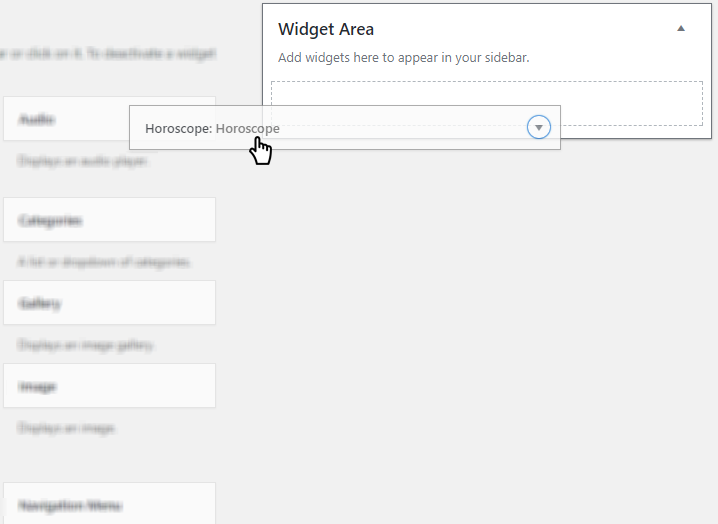 Widget Area
ar or click on it. To deactivate a widget
Add widgets here to appear in your sidebar.
Audio
Horoscope: Horoscope
Displays an audio player.
Categories
A list or dropdown of categories.
Gallery
Displays an image gallery.
Image
Displays an image.
Navigation Menu